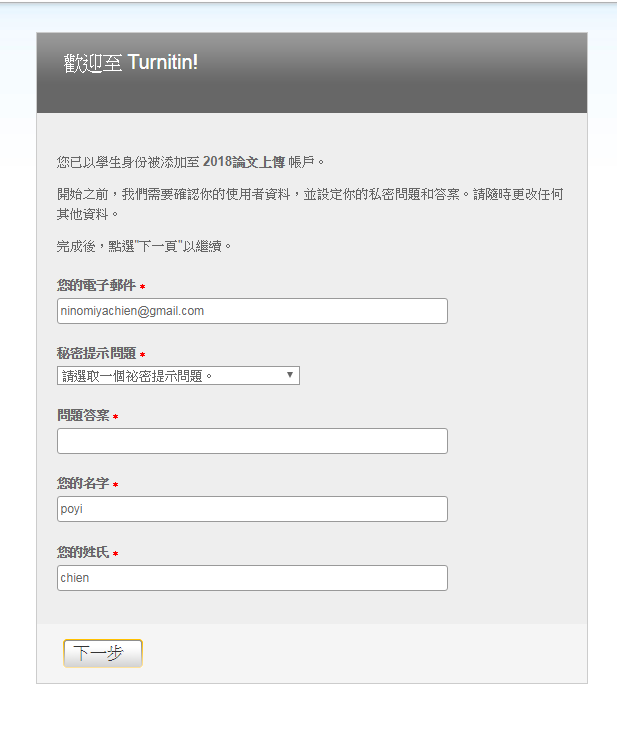 歡迎至 Turnitin!
您已以學生身份被添加至 2018論文上傳 帳戶。
開始之前，我們需要確認你的使用者資料，並設定你的私密問題和答案。請隨時更改任何
其他資料。
完成後，點選"下一頁"以繼續。
您的電子郵件 *
ninomiyachien@gmail.com
秘密提示問題 *
請選取一個祕密提示問題。
問題答案 *
您的名字 *
poyi
您的姓氏 *
chien
下一步